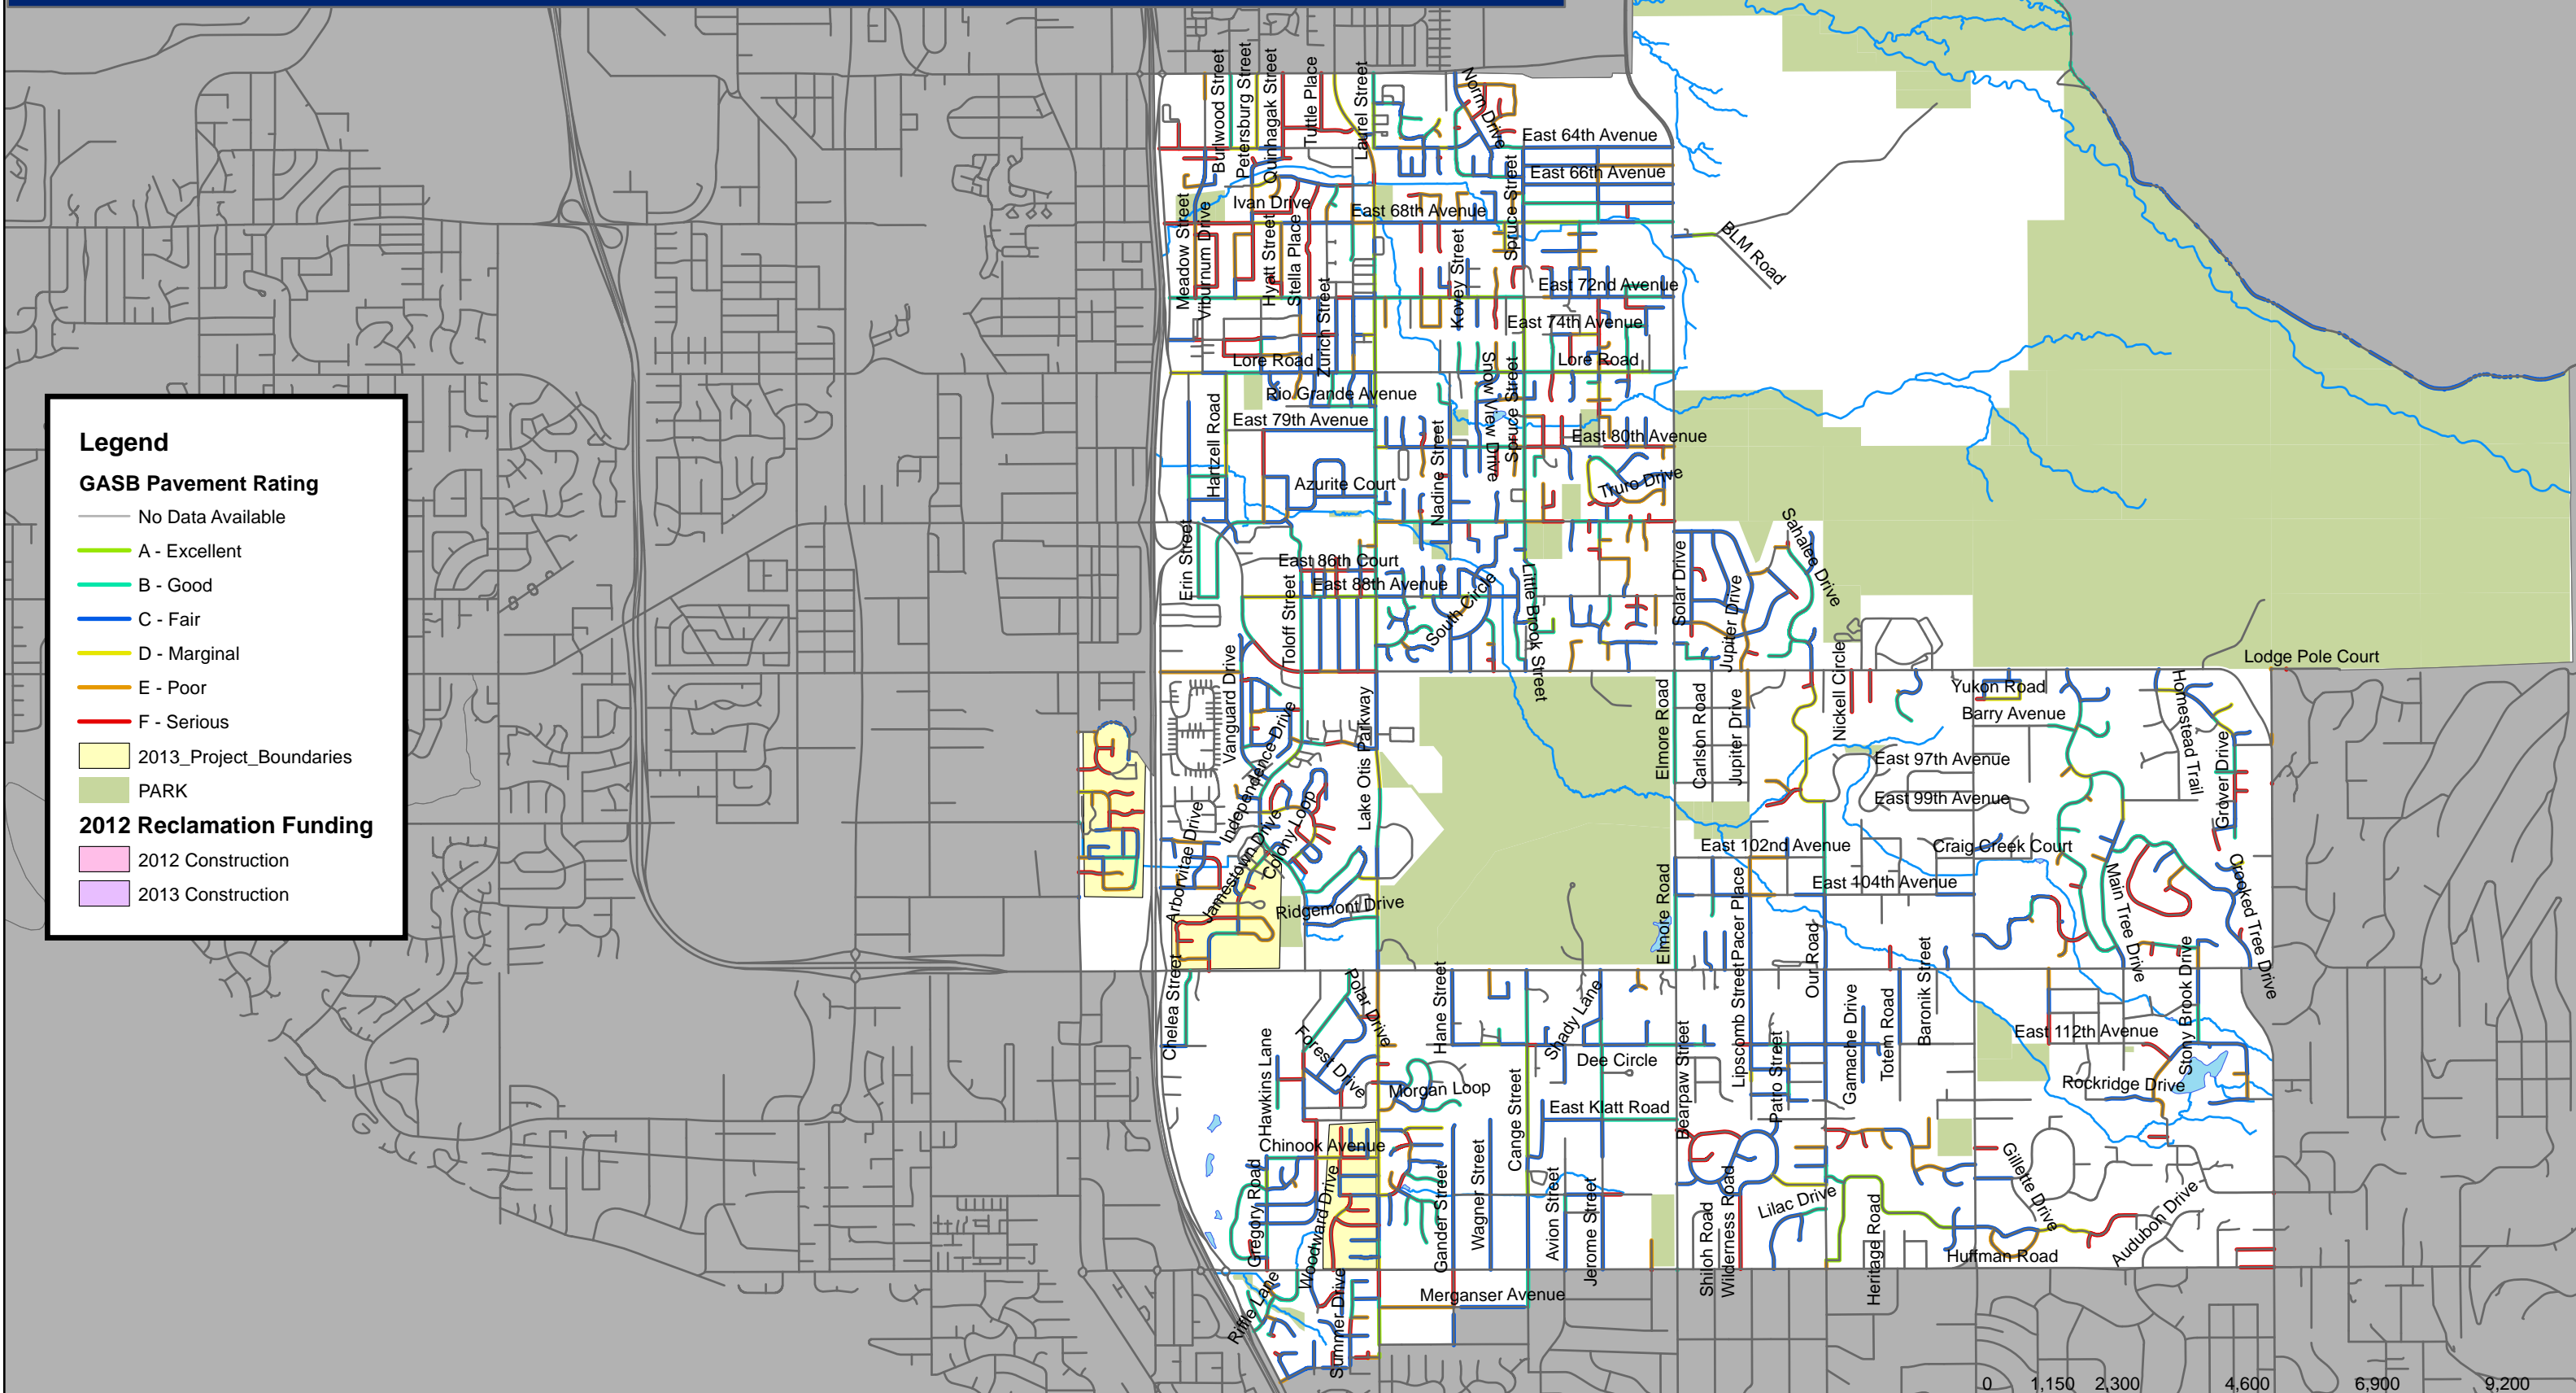 Legend
GASB Pavement Rating
No Data Available
A - Excellent
B - Good
C - Fair
D - Marginal
E - Poor
F - Serious
2013_Project_Boundaries
PARK
2012 Reclamation Funding
2012 Construction
2013 Construction
Burlwood Street
Petersburg Street
Quinhagak Street
Tuttle Place
Laurel Street
Norm Drive
East 64th Avenue
East 66th Avenue
Spruce Street
Ivan Drive
East 68th Avenue
Meadow Street
Viburnum Drive
Hyatt Street
Stella Place
Zurich Street
Kovey Street
BLM Road
East 72nd Avenue
East 74th Avenue
Lore Road
Lore Road
Snow View Drive
Spruce Street
Rio Grande Avenue
East 79th Avenue
Hartzell Road
Nadine Street
East 80th Avenue
Azurite Court
Truro Drive
Erin Street
East 86th Court
East 88th Avenue
Toloff Street
South Circle
Little Brook Street
Solar Drive
Jupiter Drive
Sahalee Drive
Vanguard Drive
Independence Drive
Lake Otis Parkway
Elmore Road
Carlson Road
Jupiter Drive
Nickell Circle
Lodge Pole Court
Yukon Road
Barry Avenue
Homestead Trail
East 97th Avenue
East 99th Avenue
Grover Drive
Arborvitae Drive
Jamestown Drive
Colony Loop
East 102nd Avenue
Craig Creek Court
East 104th Avenue
Ridgemont Drive
Elmore Road
Pacer Place
Main Tree Drive
Crooked Tree Drive
Chelea Street
Polar Drive
Forest Drive
Hane Street
Shady Lane
Lipscomb Street
Our Road
Baronik Street
Stony Brook Drive
Hawkins Lane
Dee Circle
Bearpaw Street
Patro Street
Gamache Drive
Totem Road
East 112th Avenue
Morgan Loop
Rockridge Drive
East Klatt Road
Cange Street
Chinook Avenue
Gregory Road
Woodward Drive
Gander Street
Wagner Street
Avion Street
Jerome Street
Shiloh Road
Wilderness Road
Lilac Drive
Heritage Road
Gillette Drive
Audubon Drive
Huffman Road
Riffle Lane
Summer Drive
Merganser Avenue
0 1,150 2,300 4,600 6,900 9,200